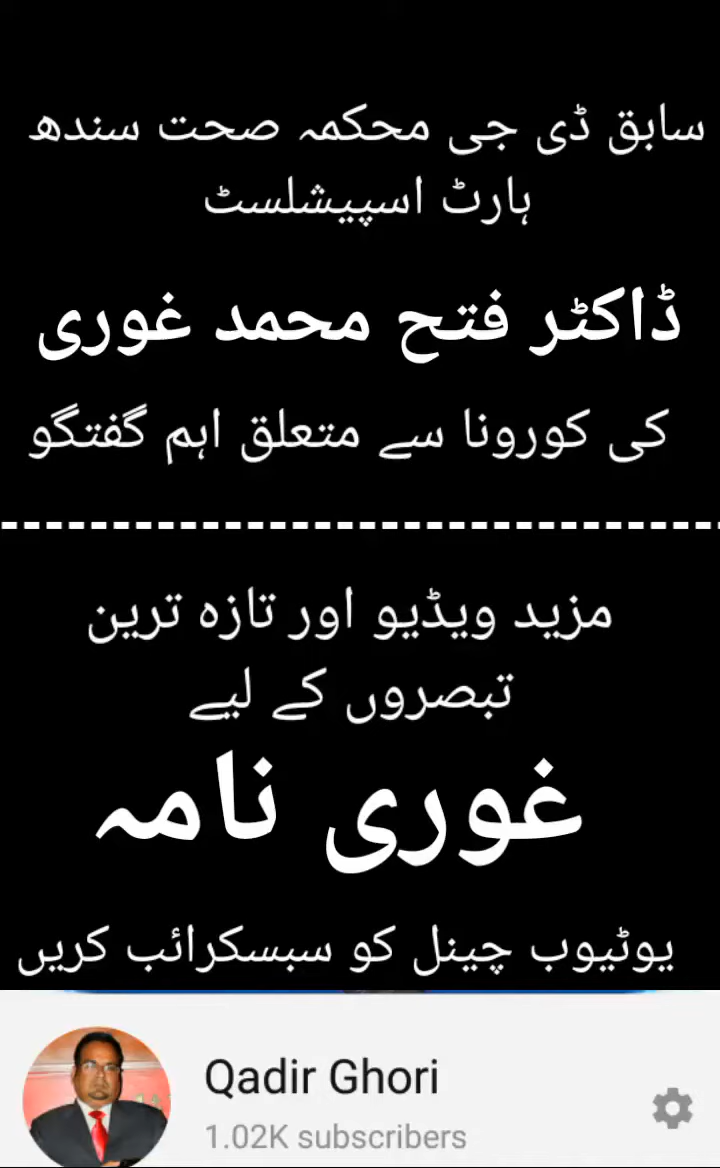 سابق ڈی جی محکمہ صحت سندھ
ہارٹ اسپیشلسٹ
ڈاکٹر فتح محمد غوری
کی کورونا سے متعلق اہم گفتگو
مزید ویڈیو اور تازہ ترین
تبصروں کے لیے
غوری نامہ
یوٹیوب چینل کو سبسکرائب کریں
Qadir Ghori
1.02K subscribers